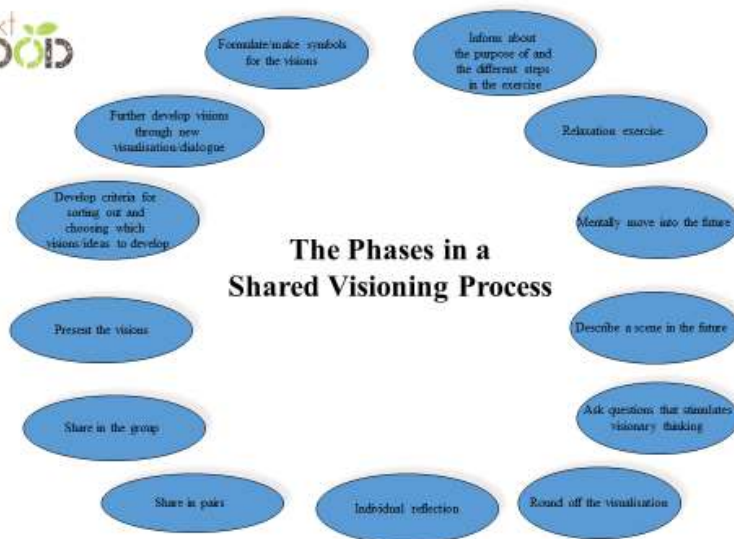 xt
OOD
Formulate/make symbols
for the visions
Inform about
the purpose of and
the different steps
in the exercise
Further develop visions
through new
visualisation/dialogue
Relaxation exercise
Develop criteria for
sorting out and
choosing which
visions/ideas to develop
Mentally move into the future
The Phases in a
Shared Visioning Process
Present the visions
Describe a scene in the future
Share in the group
Ask questions that stimulates
visionary thinking
Share in pairs
Individual reflection
Round off the visualisation